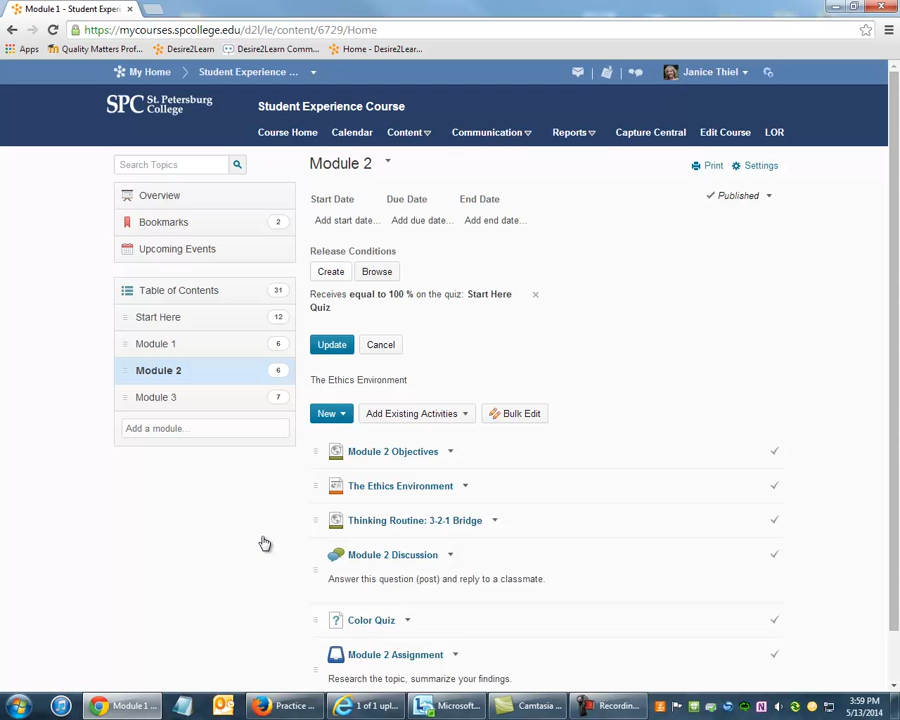 Module 1 - Student Experi
https://mycourses.spcollege.edu/d2l/le/content/6729/Home
Apps Quality Matters Prof... Desire2Learn Desire2Learn Comm... Home - Desire2Lear...
My Home Student Experience ... Janice Thiel
SPC St. Petersburg College
Student Experience Course
Course Home Calendar Content Communication Reports Capture Central Edit Course LOR
Search Topics
Overview
Bookmarks 2
Upcoming Events
Table of Contents 31
Start Here 12
Module 1 6
Module 2 6
Module 3 7
Add a module...
Module 2
Print Settings
Start Date Due Date End Date
Published
Add start date... Add due date... Add end date...
Release Conditions
Create Browse
Receives equal to 100 % on the quiz: Start Here
Quiz
Update Cancel
The Ethics Environment
New Add Existing Activities Bulk Edit
Module 2 Objectives
The Ethics Environment
Thinking Routine: 3-2-1 Bridge
Module 2 Discussion
Answer this question (post) and reply to a classmate.
Color Quiz
Module 2 Assignment
Research the topic, summarize your findings.
Module 1 ... Practice ... 1 of 1 upl... Microsoft... Camtasia ... Recordin...
3:59 PM
5/13/2014